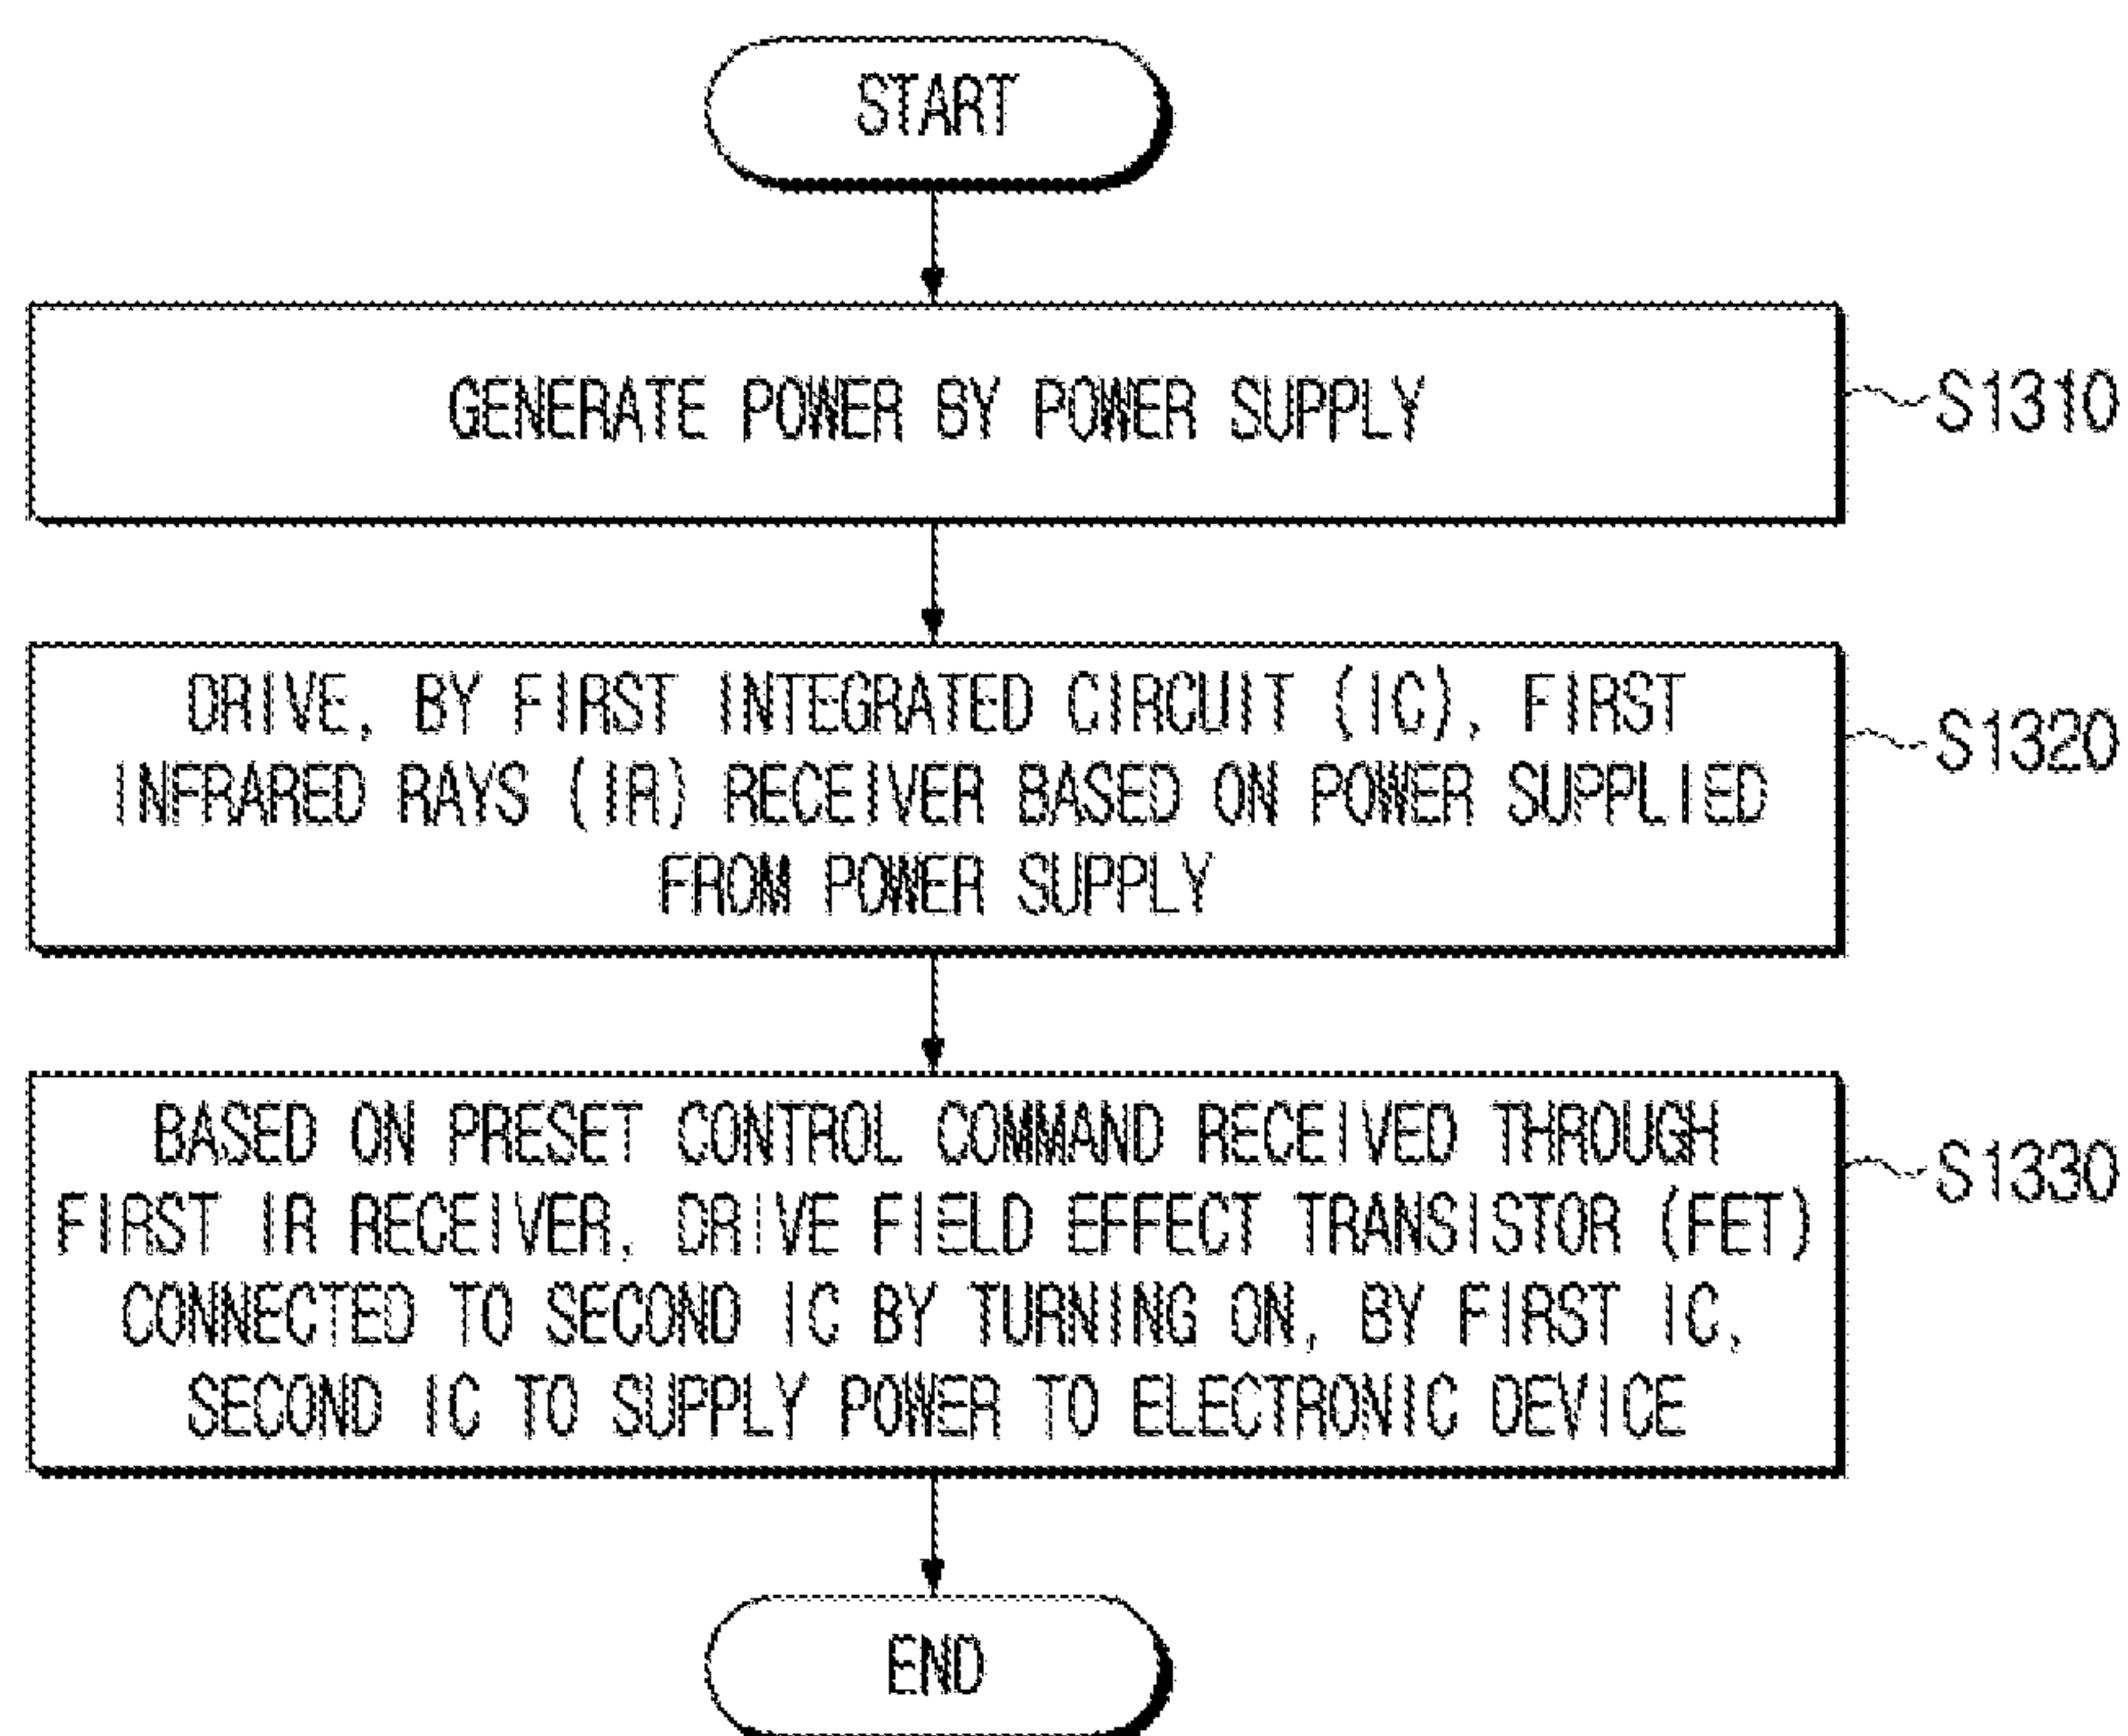 START
GENERATE POWER BY POWER SUPPLY
S1310
DRIVE, BY FIRST INTEGRATED CIRCUIT (IC), FIRST
INFRARED RAYS (IR) RECEIVER BASED ON POWER SUPPLIED
FROM POWER SUPPLY
S1320
BASED ON PRESET CONTROL COMMAND RECEIVED THROUGH
FIRST IR RECEIVER, DRIVE FIELD EFFECT TRANSISTOR (FET)
CONNECTED TO SECOND IC BY TURNING ON, BY FIRST IC,
SECOND IC TO SUPPLY POWER TO ELECTRONIC DEVICE
S1330
END